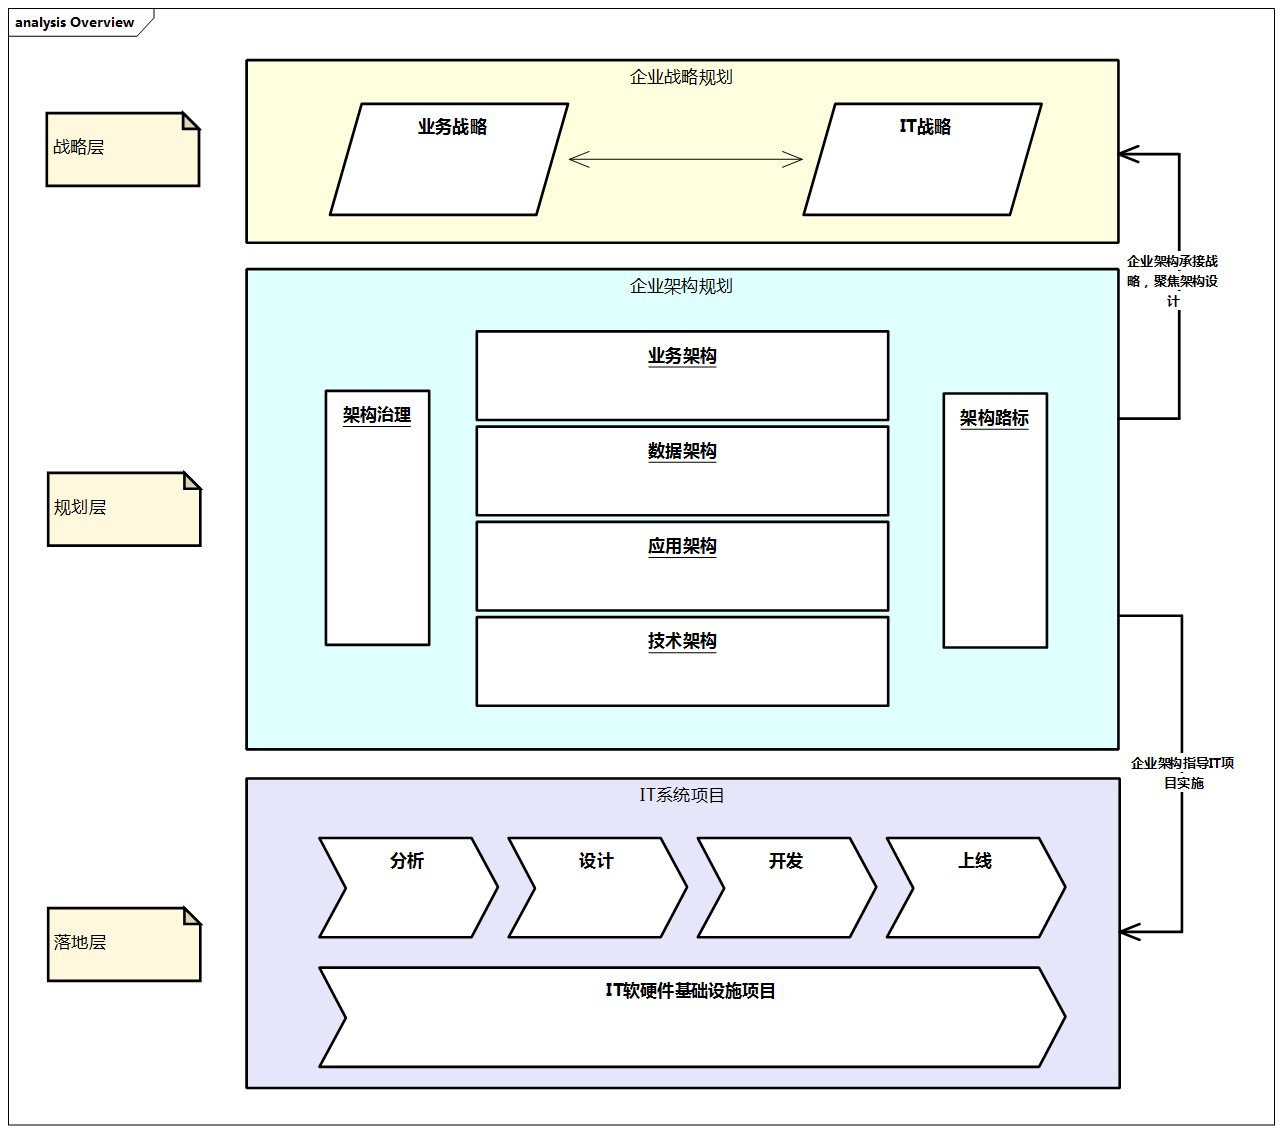 analysis Overview
企业战略规划
战略层
业务战略
IT战略
企业架构承接战
略，聚焦架构设
计
企业架构规划
规划层
架构治理
业务架构
数据架构
应用架构
技术架构
架构路标
企业架构指导IT项
目实施
IT系统项目
落地层
分析
设计
开发
上线
IT软硬件基础设施项目